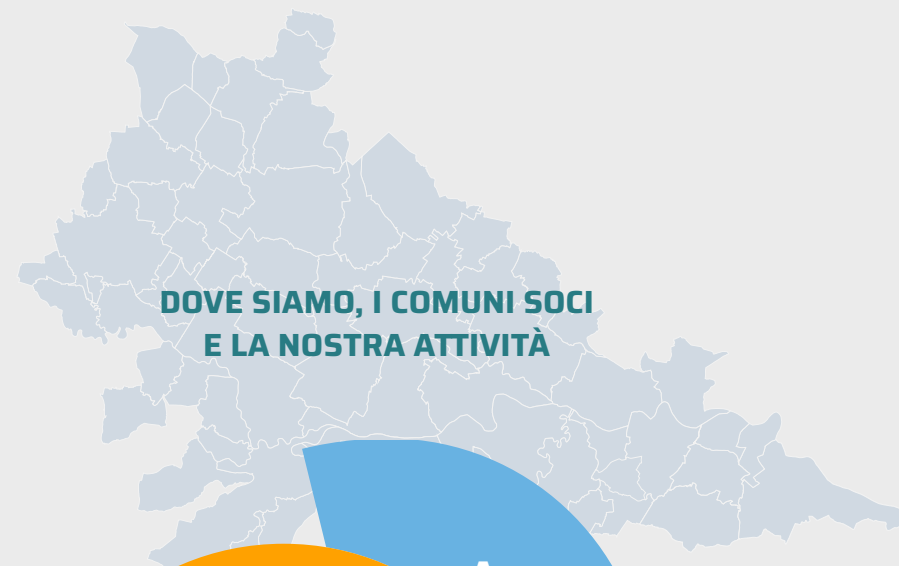 DOVE SIAMO, I COMUNI SOCI
E LA NOSTRA ATTIVITÀ